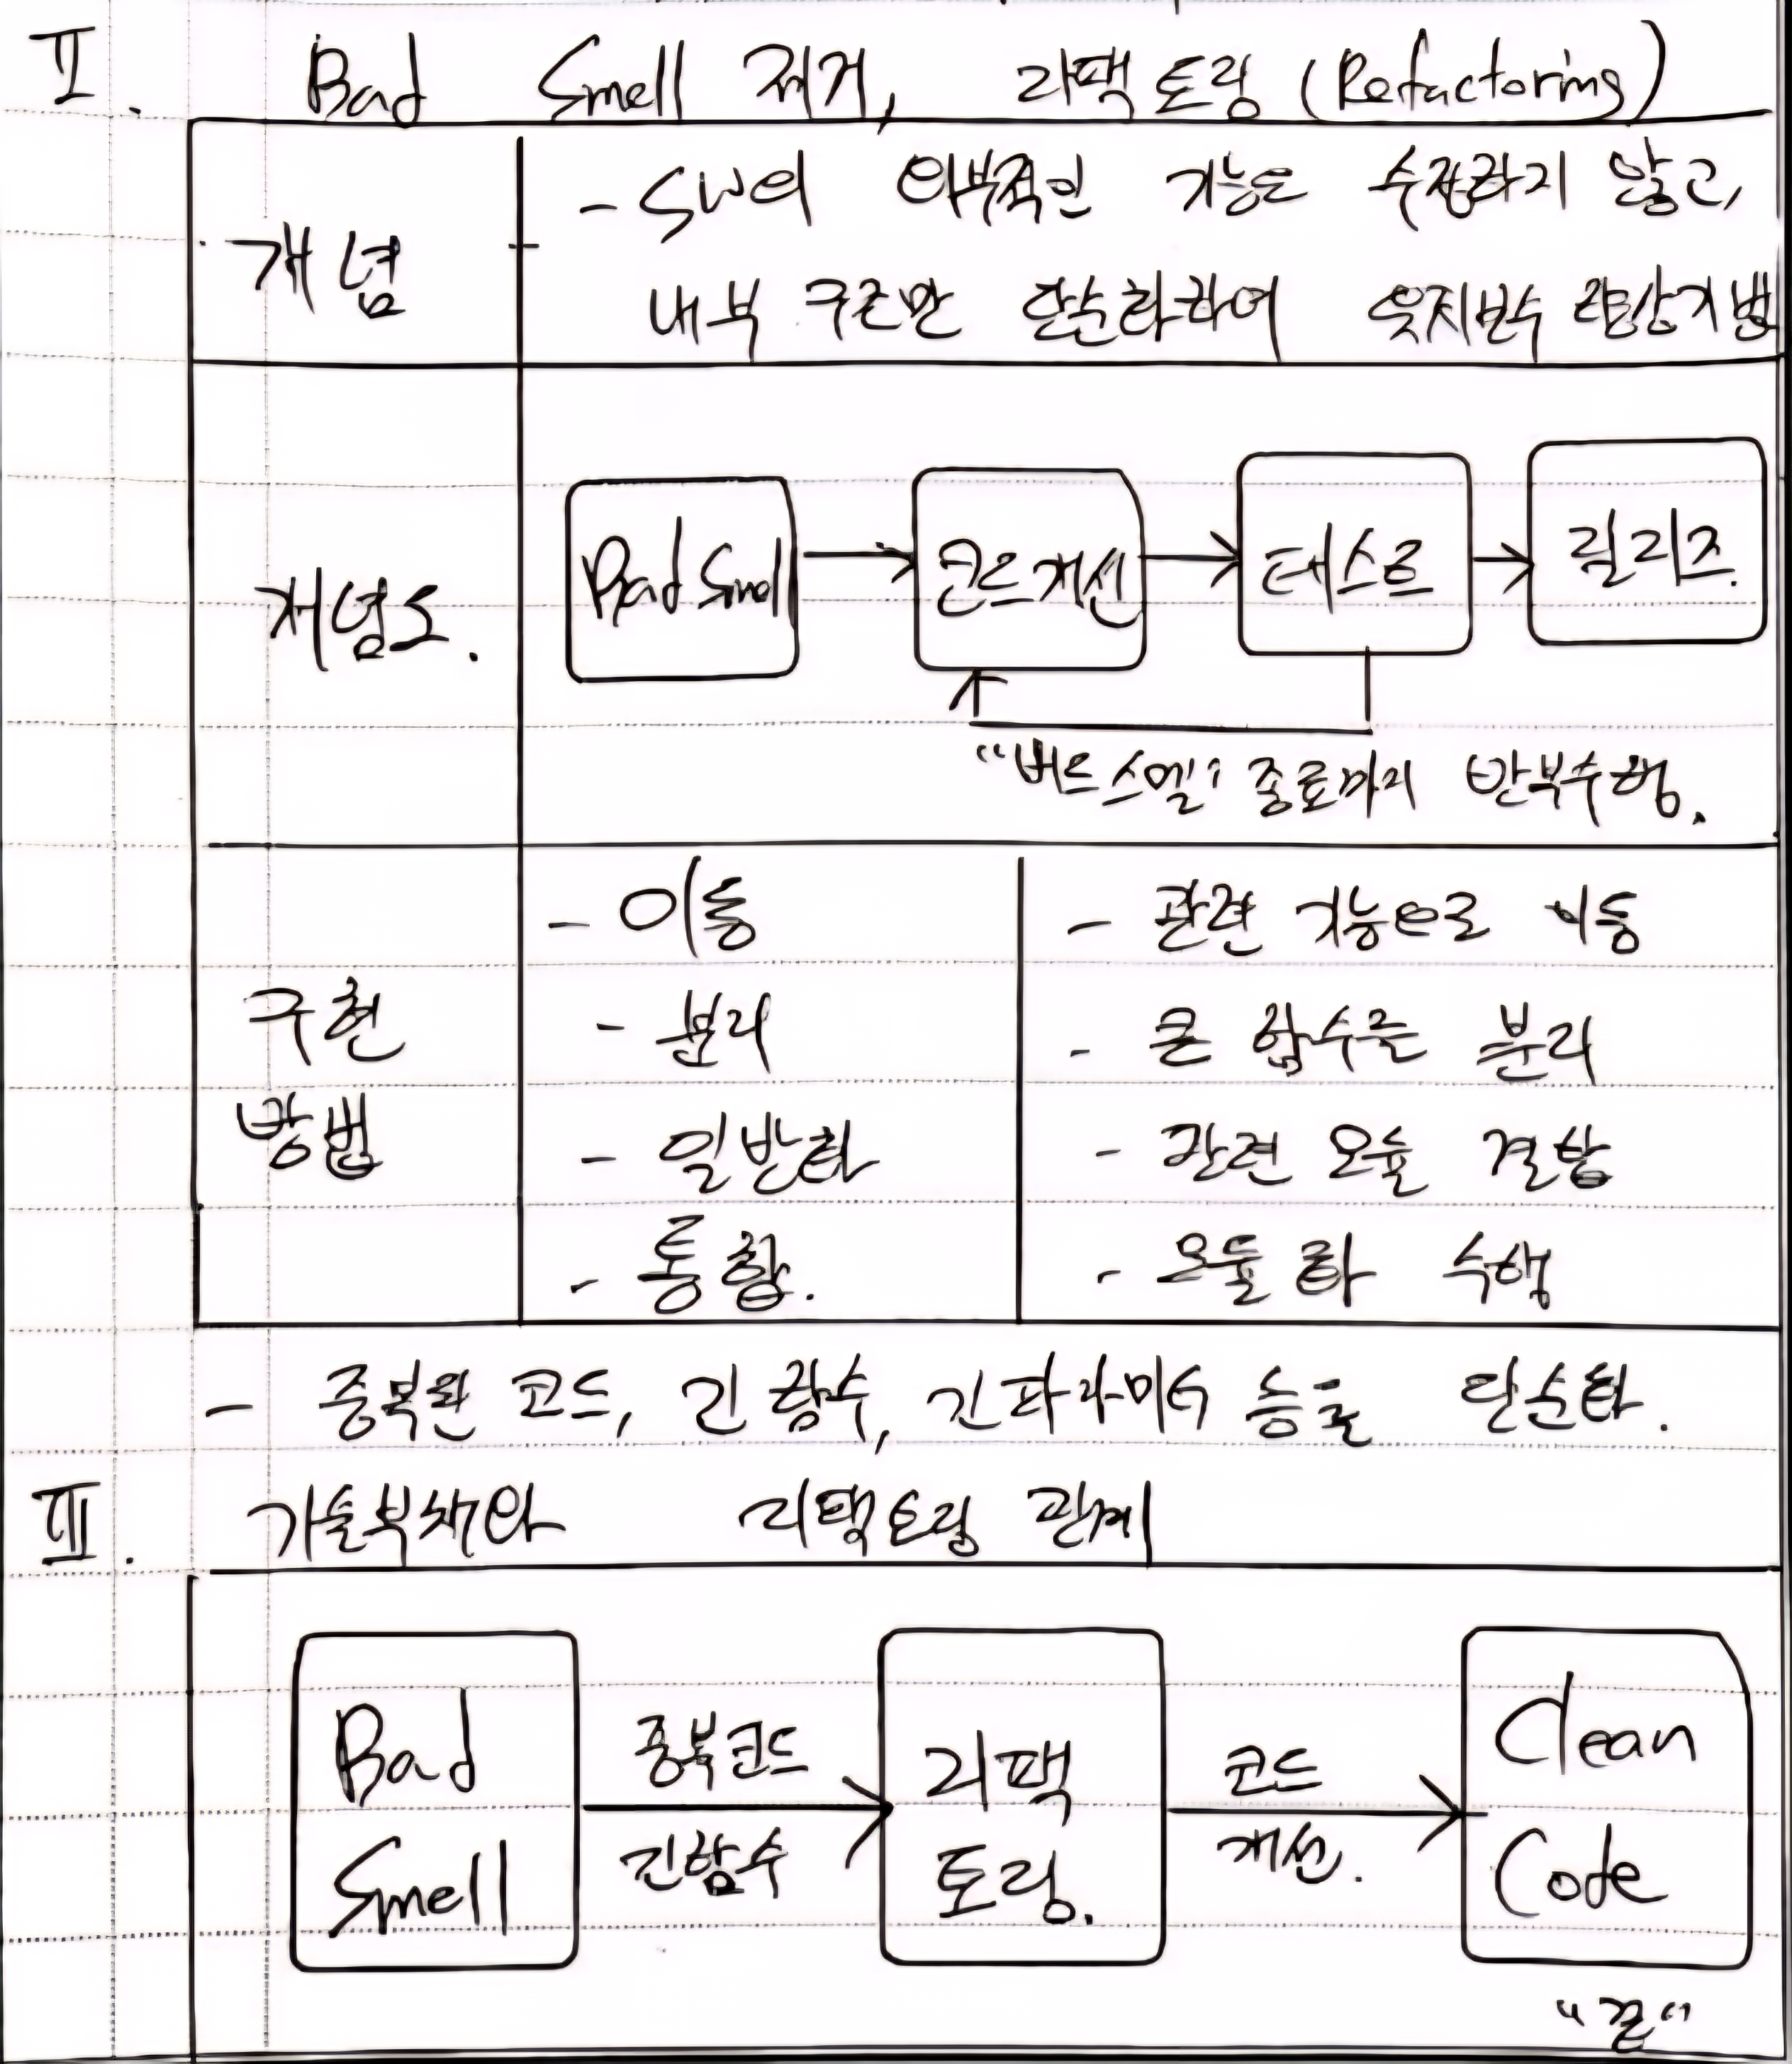 Ⅱ. Bad Smell 제거, 리팩토링 (Refactoring)
개념
- SW의 외부적인 기능은 수정하지 않고,
내부 구조만 단순화하여 유지보수 향상기법
개념도.
Bad Smell
코드개선
테스트
릴리즈.
"배드스멜" 종료까지 반복수행.
구현
방법
- 이동
- 관련 기능으로 이동
- 분리
- 큰 함수를 분리
- 일반화
- 관련 모듈 결합
- 통합.
- 모듈화 수행
- 중복된 코드, 긴 함수, 긴 파라미터 등을 단순화.
Ⅲ. 기술부채와 리팩토링 관계
Bad
Smell
중복코드
긴함수
리팩
토링.
코드
개선.
Clean
Code
"끝"